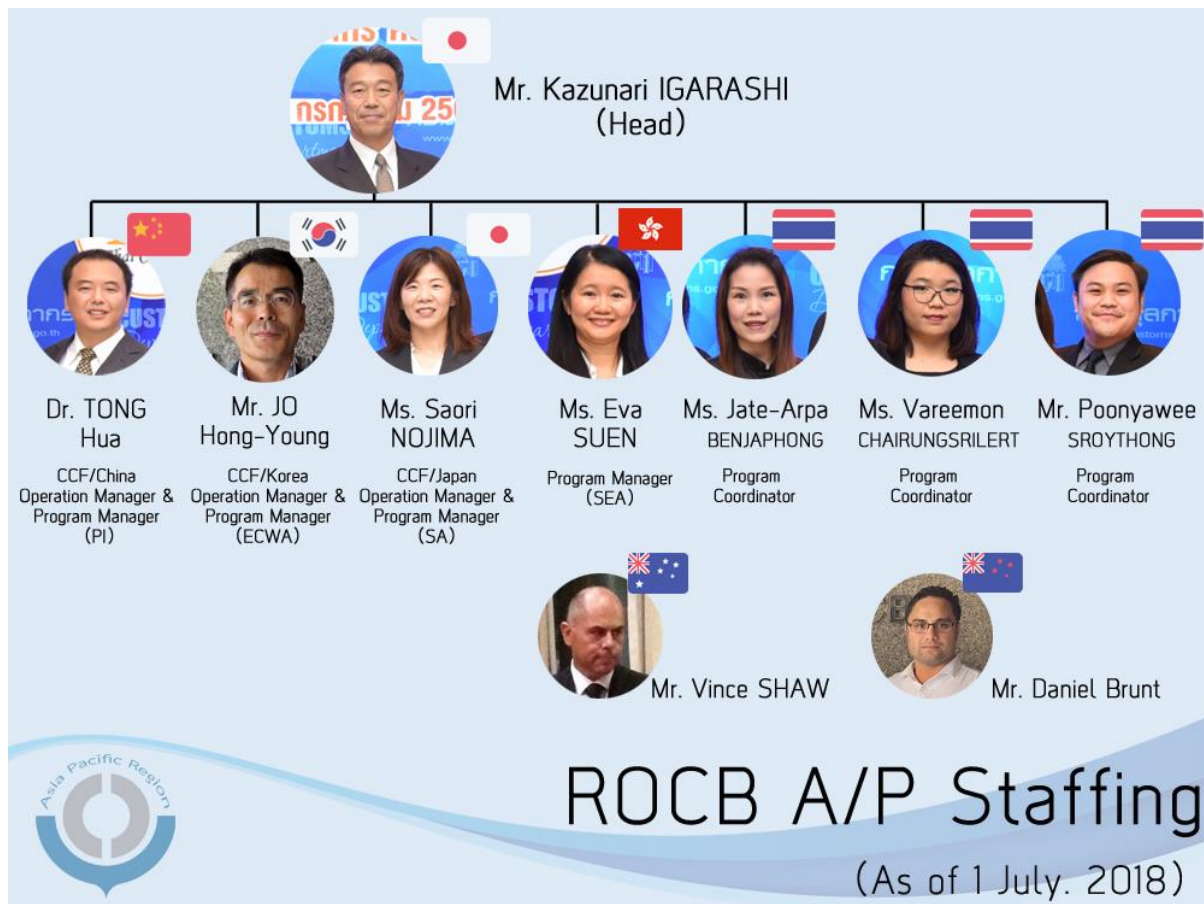 Mr. Kazunari IGARASHI
(Head)
Dr. TONG
Hua
CCF/China
Operation Manager &
Program Manager
(PI)
Mr. JO
Hong-Young
CCF/Korea
Operation Manager &
Program Manager
(ECWA)
Ms. Saori
NOJIMA
CCF/Japan
Operation Manager &
Program Manager
(SA)
Ms. Eva
SUEN
Program Manager
(SEA)
Ms. Jate-Arpa
BENJAPHONG
Program
Coordinator
Ms. Vareemon
CHAIRUNGSRILERT
Program
Coordinator
Mr. Poonyawee
SROYTHONG
Program
Coordinator
Mr. Vince SHAW
Mr. Daniel Brunt
Asia Pacific Region
ROCB A/P Staffing
(As of 1 July. 2018)